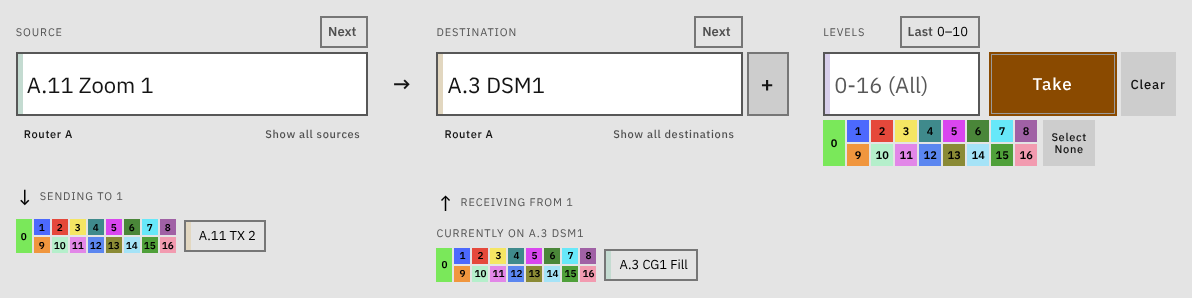 SOURCE
Next
A.11 Zoom 1
Router A
Show all sources
→
DESTINATION
Next
A.3 DSM1
+
Router A
Show all destinations
LEVELS
Last 0–10
0-16 (All)
Take
Clear
0
1 2 3 4 5 6 7 8
9 10 11 12 13 14 15 16
Select
None
↓ SENDING TO 1
0
1 2 3 4 5 6 7 8
9 10 11 12 13 14 15 16
A.11 TX 2
↑ RECEIVING FROM 1
CURRENTLY ON A.3 DSM1
0
1 2 3 4 5 6 7 8
9 10 11 12 13 14 15 16
A.3 CG1 Fill